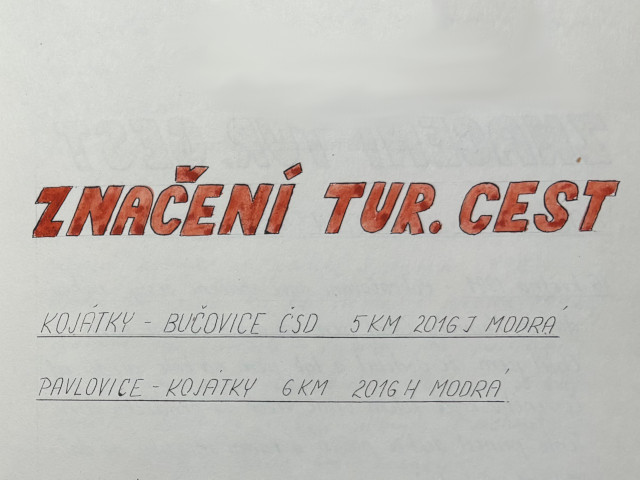 ZNAČENÍ TUR. CEST
KOJÁTKY - BUČOVICE ČSD 5 KM 2016 J MODRÁ
PAVLOVICE - KOJÁTKY 6 KM 2016 H MODRÁ